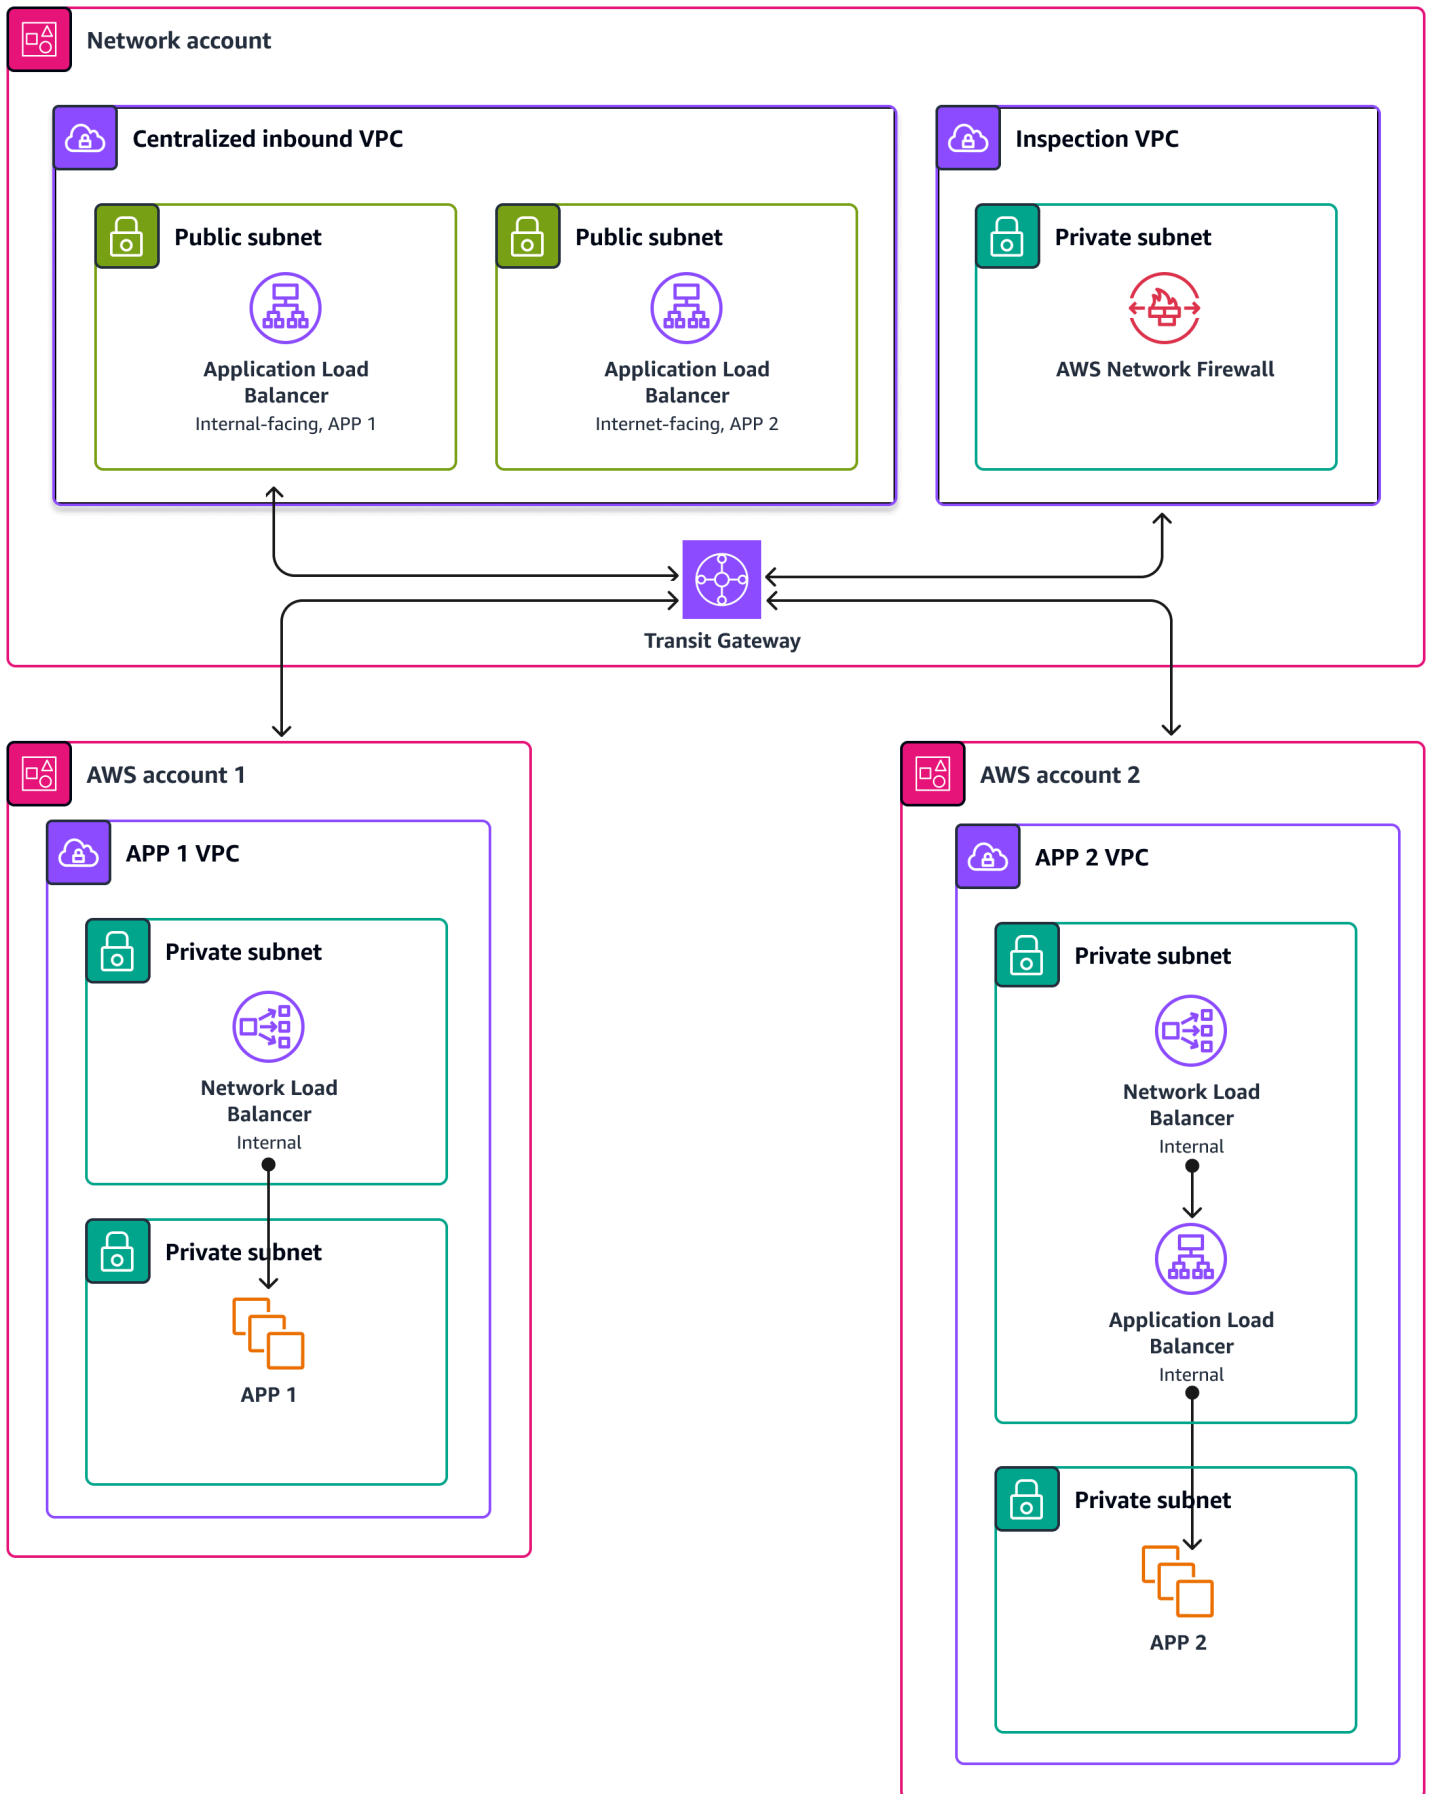 Network account
Centralized inbound VPC
Inspection VPC
Public subnet
Public subnet
Private subnet
Application Load
Balancer
Internal-facing, APP 1
Application Load
Balancer
Internet-facing, APP 2
AWS Network Firewall
Transit Gateway
AWS account 1
APP 1 VPC
Private subnet
Network Load
Balancer
Internal
Private subnet
APP 1
AWS account 2
APP 2 VPC
Private subnet
Network Load
Balancer
Internal
Application Load
Balancer
Internal
Private subnet
APP 2